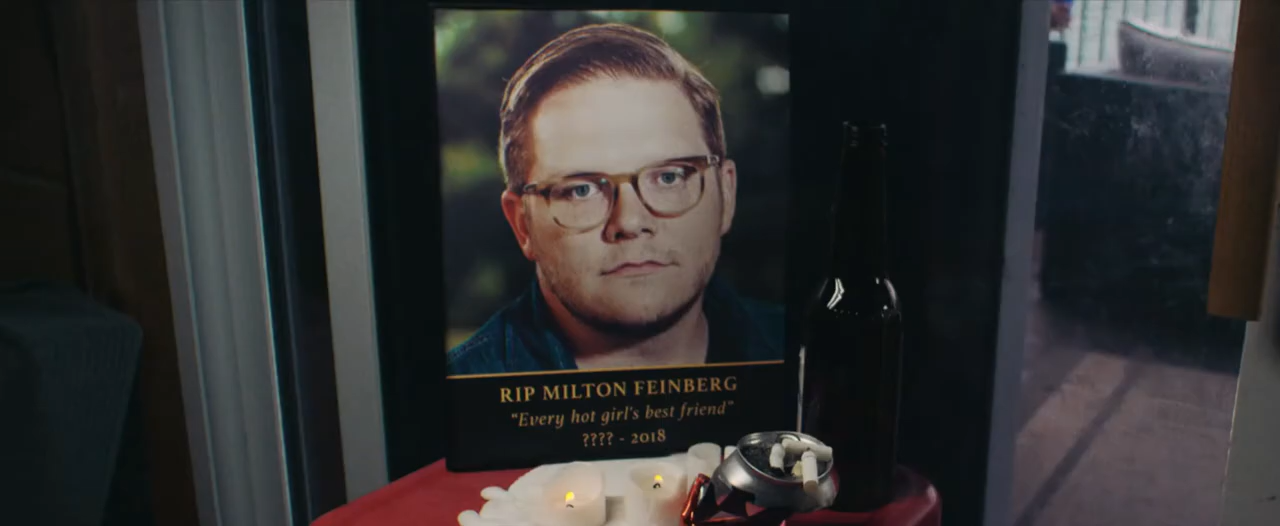 RIP MILTON FEINBERG
“Every hot girl's best friend”
???? - 2018